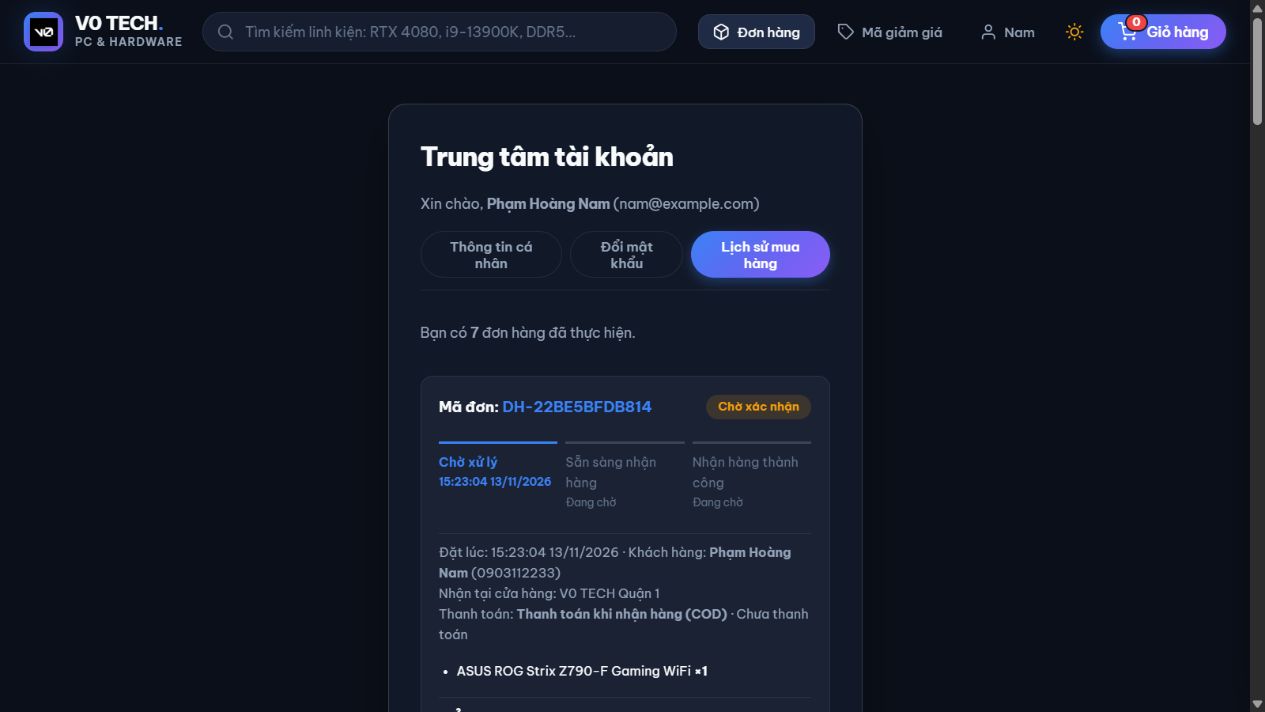 V0
V0 TECH.
PC & HARDWARE
Tìm kiếm linh kiện: RTX 4080, i9-13900K, DDR5...
Đơn hàng
Mã giảm giá
Nam
0
Giỏ hàng
Trung tâm tài khoản
Xin chào, Phạm Hoàng Nam (nam@example.com)
Thông tin cá
nhân
Đổi mật
khẩu
Lịch sử mua
hàng
Bạn có 7 đơn hàng đã thực hiện.
Mã đơn: DH-22BE5BFDB814
Chờ xác nhận
Chờ xử lý
15:23:04 13/11/2026
Sẵn sàng nhận
hàng
Đang chờ
Nhận hàng thành
công
Đang chờ
Đặt lúc: 15:23:04 13/11/2026 · Khách hàng: Phạm Hoàng
Nam (0903112233)
Nhận tại cửa hàng: V0 TECH Quận 1
Thanh toán: Thanh toán khi nhận hàng (COD) · Chưa thanh
toán
• ASUS ROG Strix Z790-F Gaming WiFi ×1